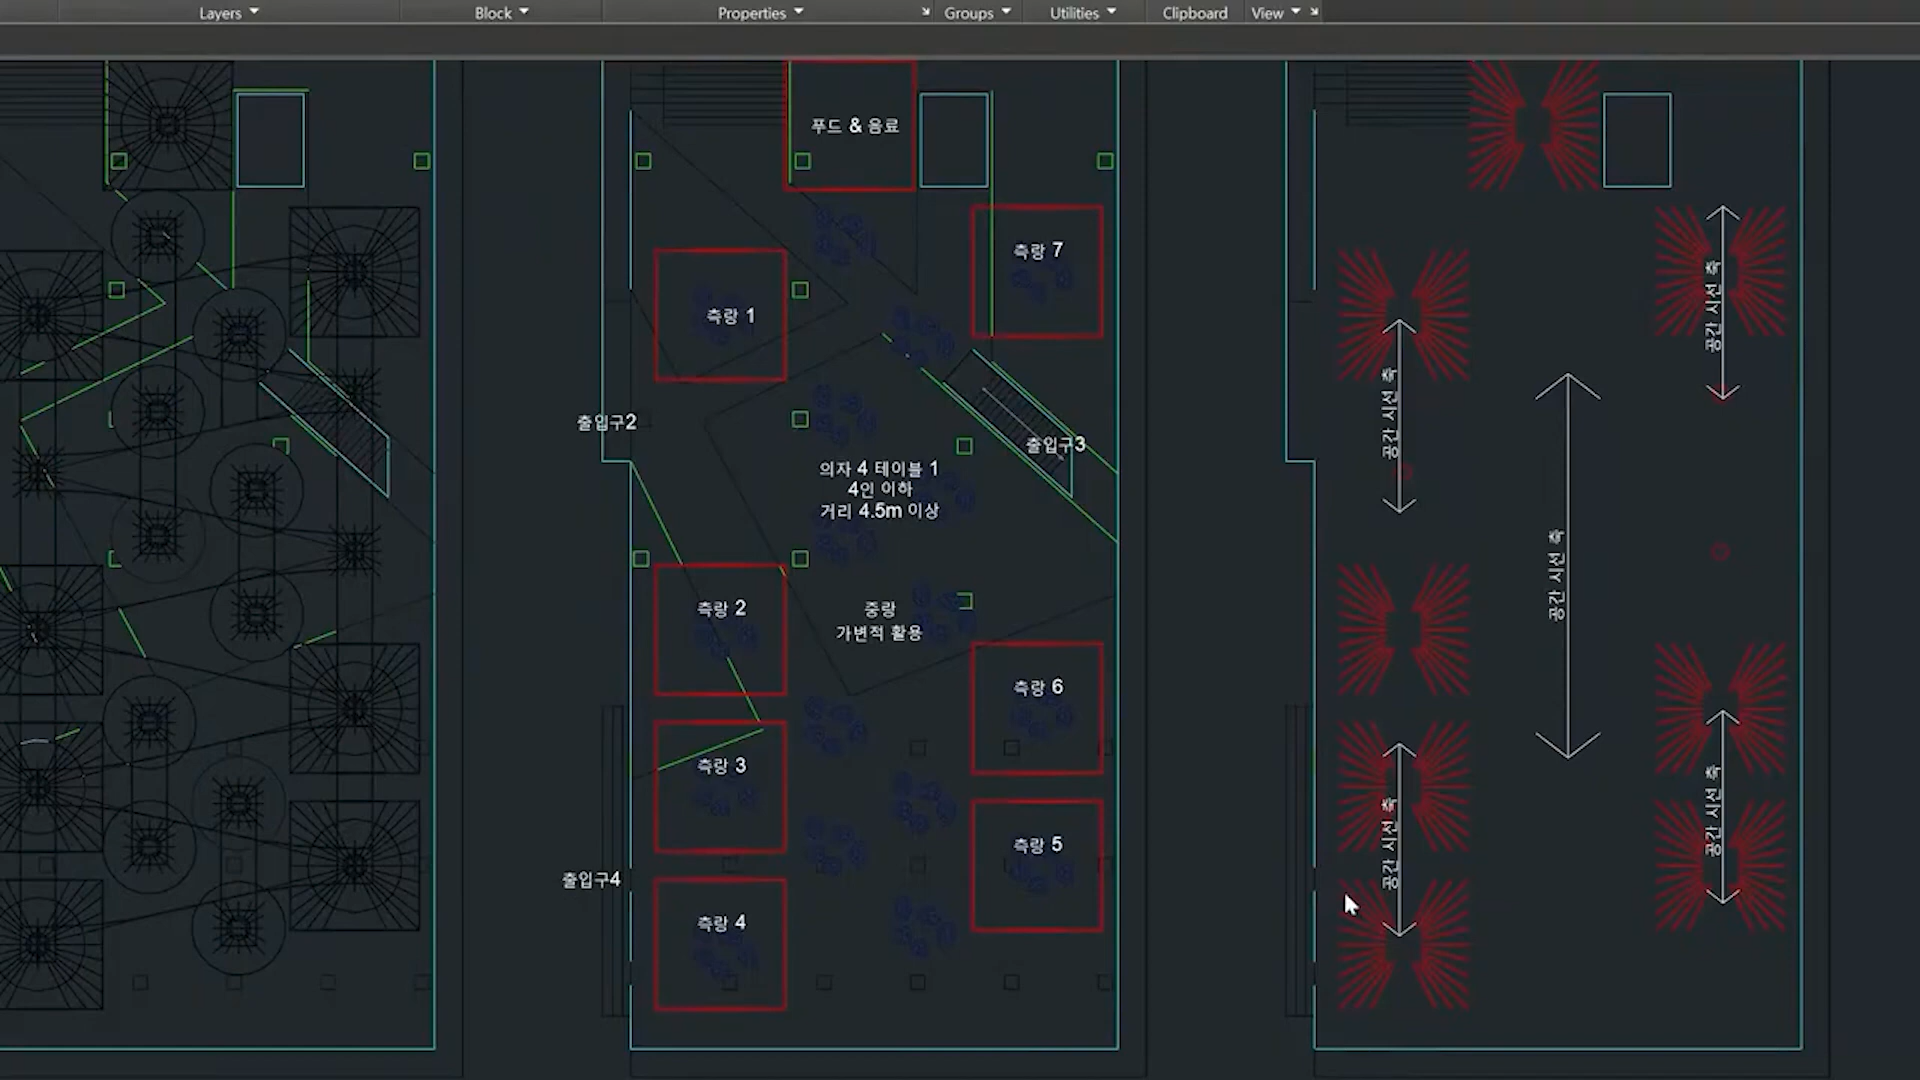 Layers
Block
Properties
Groups
Utilities
Clipboard
View
푸드 & 음료
측랑 7
측랑 1
출입구2
출입구3
의자 4 테이블 1
4인 이하
거리 4.5m 이상
측랑 2
중랑
가변적 활용
측랑 6
측랑 3
측랑 5
출입구4
측랑 4
공간 시선 축
공간 시선 축
공간 시선 축
공간 시선 축
공간 시선 축